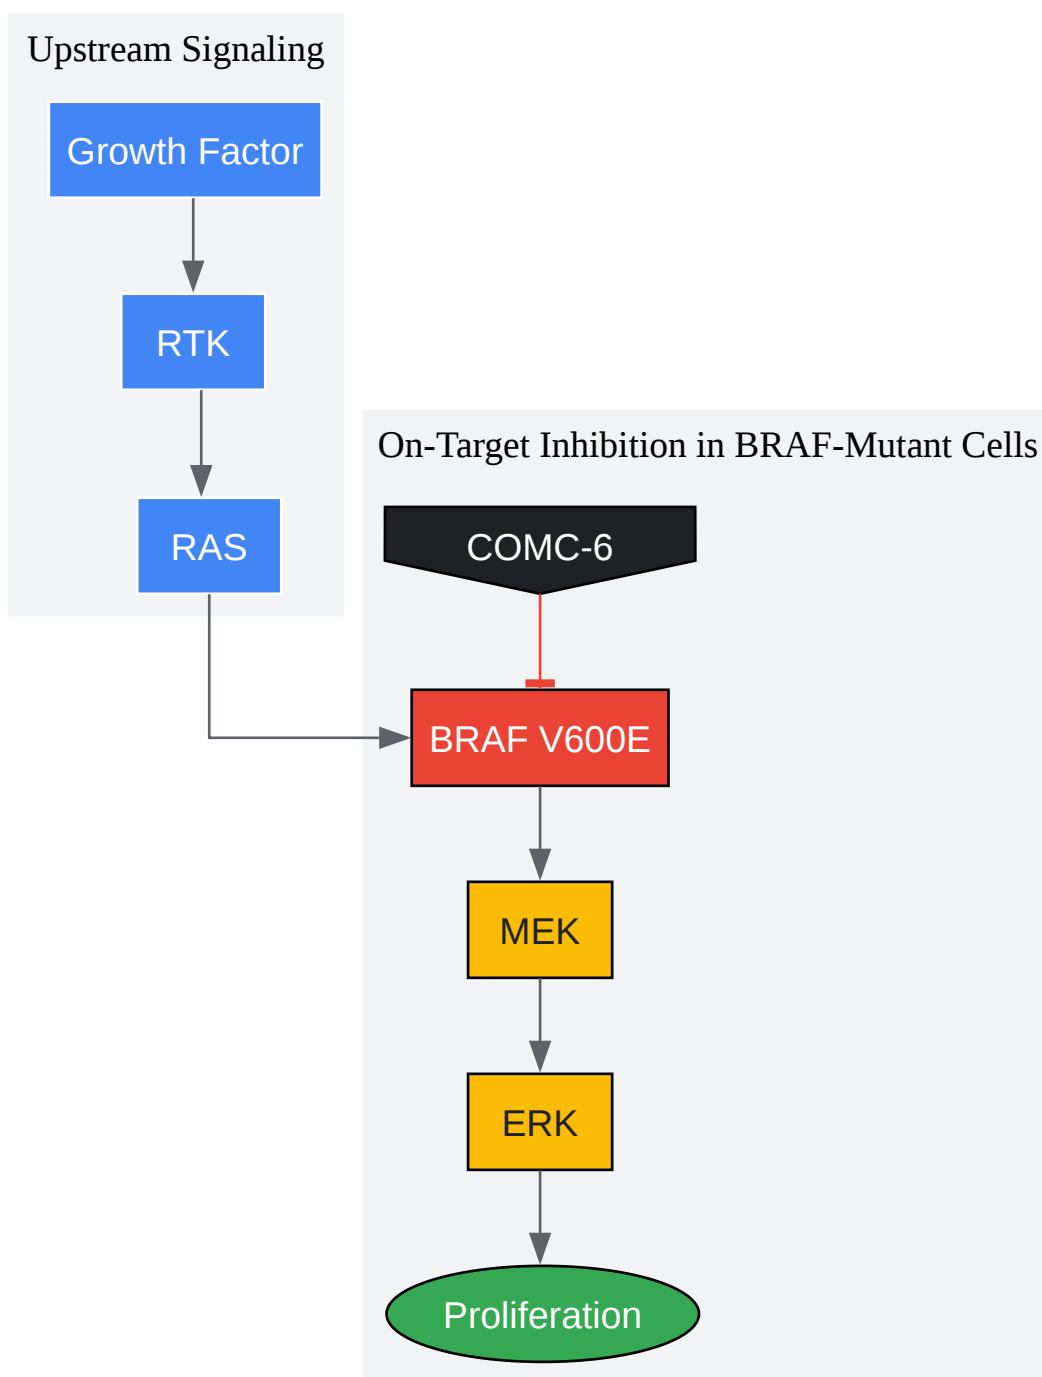 Upstream Signaling
Growth Factor
RTK
RAS
On-Target Inhibition in BRAF-Mutant Cells
COMC-6
BRAF V600E
MEK
ERK
Proliferation